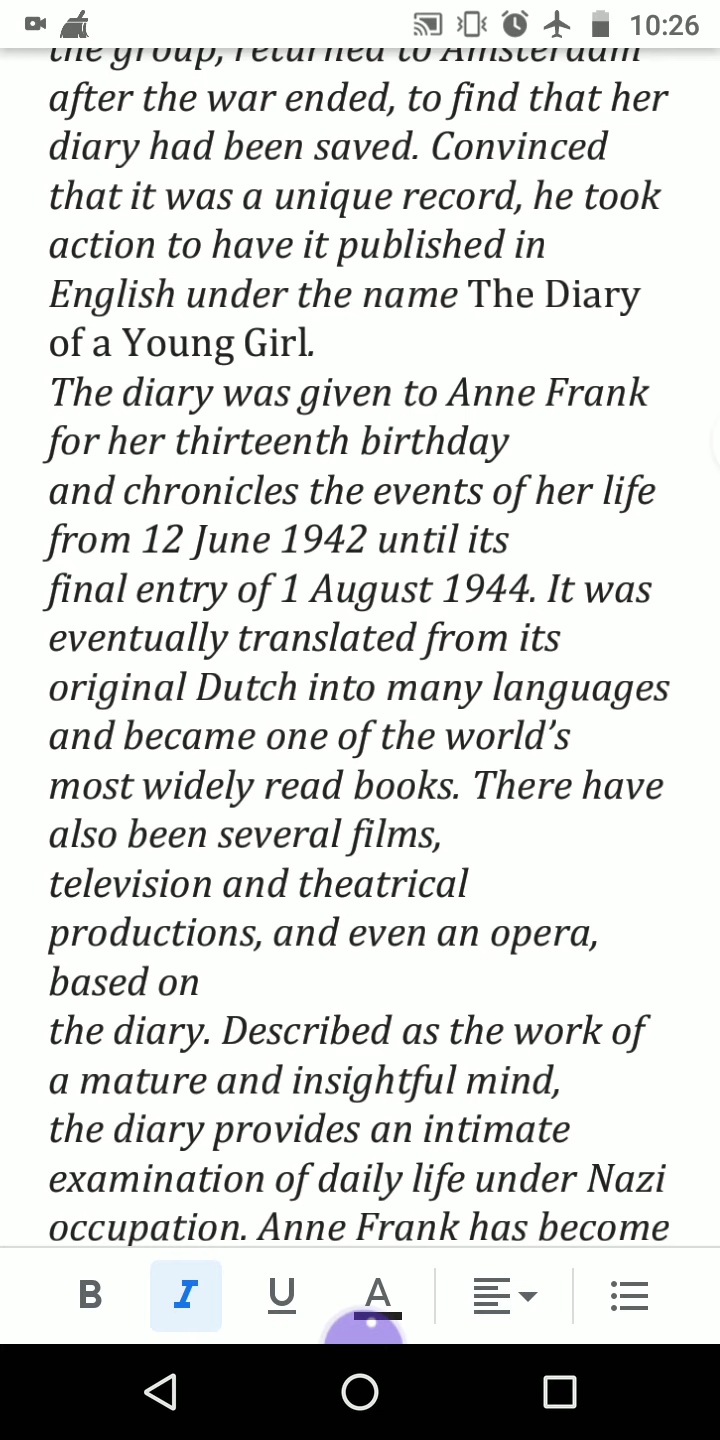 10:26
the group, returned to Amsterdam
after the war ended, to find that her
diary had been saved. Convinced
that it was a unique record, he took
action to have it published in
English under the name The Diary
of a Young Girl.
The diary was given to Anne Frank
for her thirteenth birthday
and chronicles the events of her life
from 12 June 1942 until its
final entry of 1 August 1944. It was
eventually translated from its
original Dutch into many languages
and became one of the world’s
most widely read books. There have
also been several films,
television and theatrical
productions, and even an opera,
based on
the diary. Described as the work of
a mature and insightful mind,
the diary provides an intimate
examination of daily life under Nazi
occupation. Anne Frank has become
B I U A